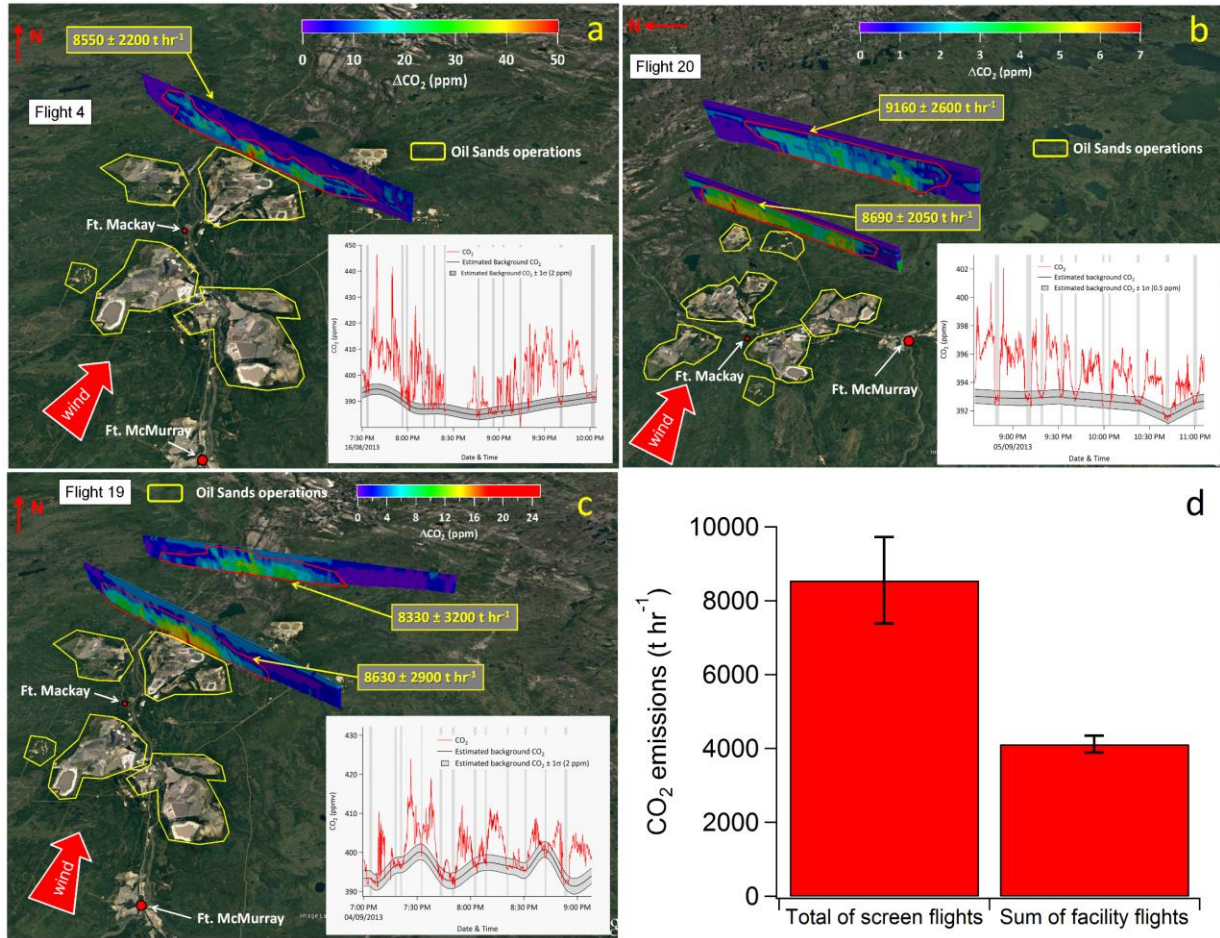 N
8550 ± 2200 t hr⁻¹
0 10 20 30 40 50
ΔCO₂ (ppm)
a
Flight 4
Oil Sands operations
Ft. Mackay
wind
Ft. McMurray
CO₂
Estimated Background CO₂
Estimated Background CO₂ ± 1σ (2 ppm)
CO₂ (ppmv)
450
440
430
420
410
400
390
7:30 PM 8:00 PM 8:30 PM 9:00 PM 9:30 PM 10:00 PM
16/08/2013
Date & Time
N
0 1 2 3 4 5 6 7
ΔCO₂ (ppm)
b
Flight 20
9160 ± 2600 t hr⁻¹
Oil Sands operations
8690 ± 2050 t hr⁻¹
Ft. Mackay
Ft. McMurray
wind
CO₂
Estimated background CO₂
Estimated background CO₂ ± 1σ (0.5 ppm)
CO₂ (ppmv)
402
400
398
396
394
392
9:00 PM 9:30 PM 10:00 PM 10:30 PM 11:00 PM
05/09/2013
Date & Time
N
Flight 19
Oil Sands operations
0 4 8 12 16 20 24
ΔCO₂ (ppm)
c
8330 ± 3200 t hr⁻¹
8630 ± 2900 t hr⁻¹
Ft. Mackay
wind
Ft. McMurray
CO₂
Estimated background CO₂
Estimated background CO₂ ± 1σ (2 ppm)
CO₂ (ppmv)
430
420
410
400
390
7:00 PM 7:30 PM 8:00 PM 8:30 PM 9:00 PM
04/09/2013
Date & Time
d
CO₂ emissions (t hr⁻¹)
10000
8000
6000
4000
2000
0
Total of screen flights Sum of facility flights